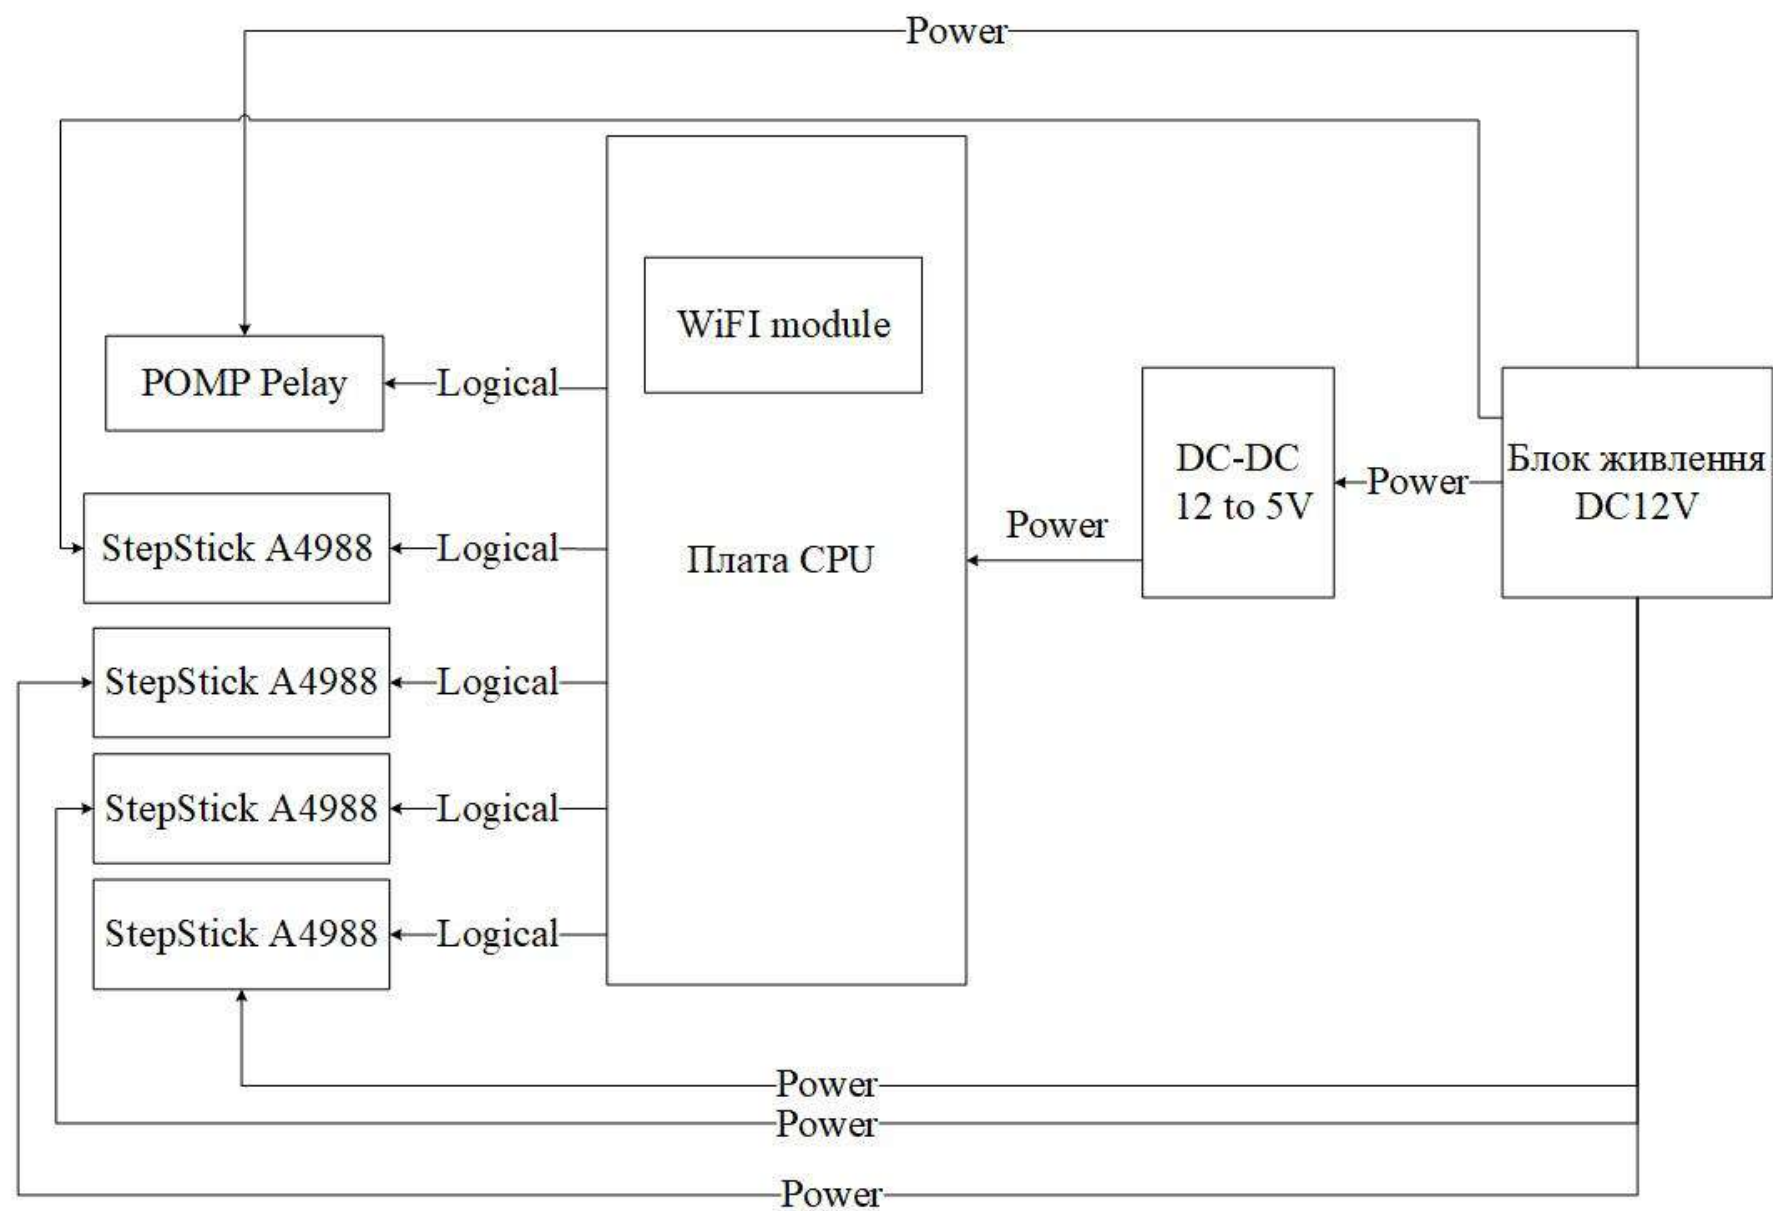 Power
WiFI module
POMP Pelay
Logical
DC-DC
12 to 5V
Power
Блок живлення
DC12V
Power
StepStick A4988
Logical
Плата CPU
StepStick A4988
Logical
StepStick A4988
Logical
StepStick A4988
Logical
Power
Power
Power